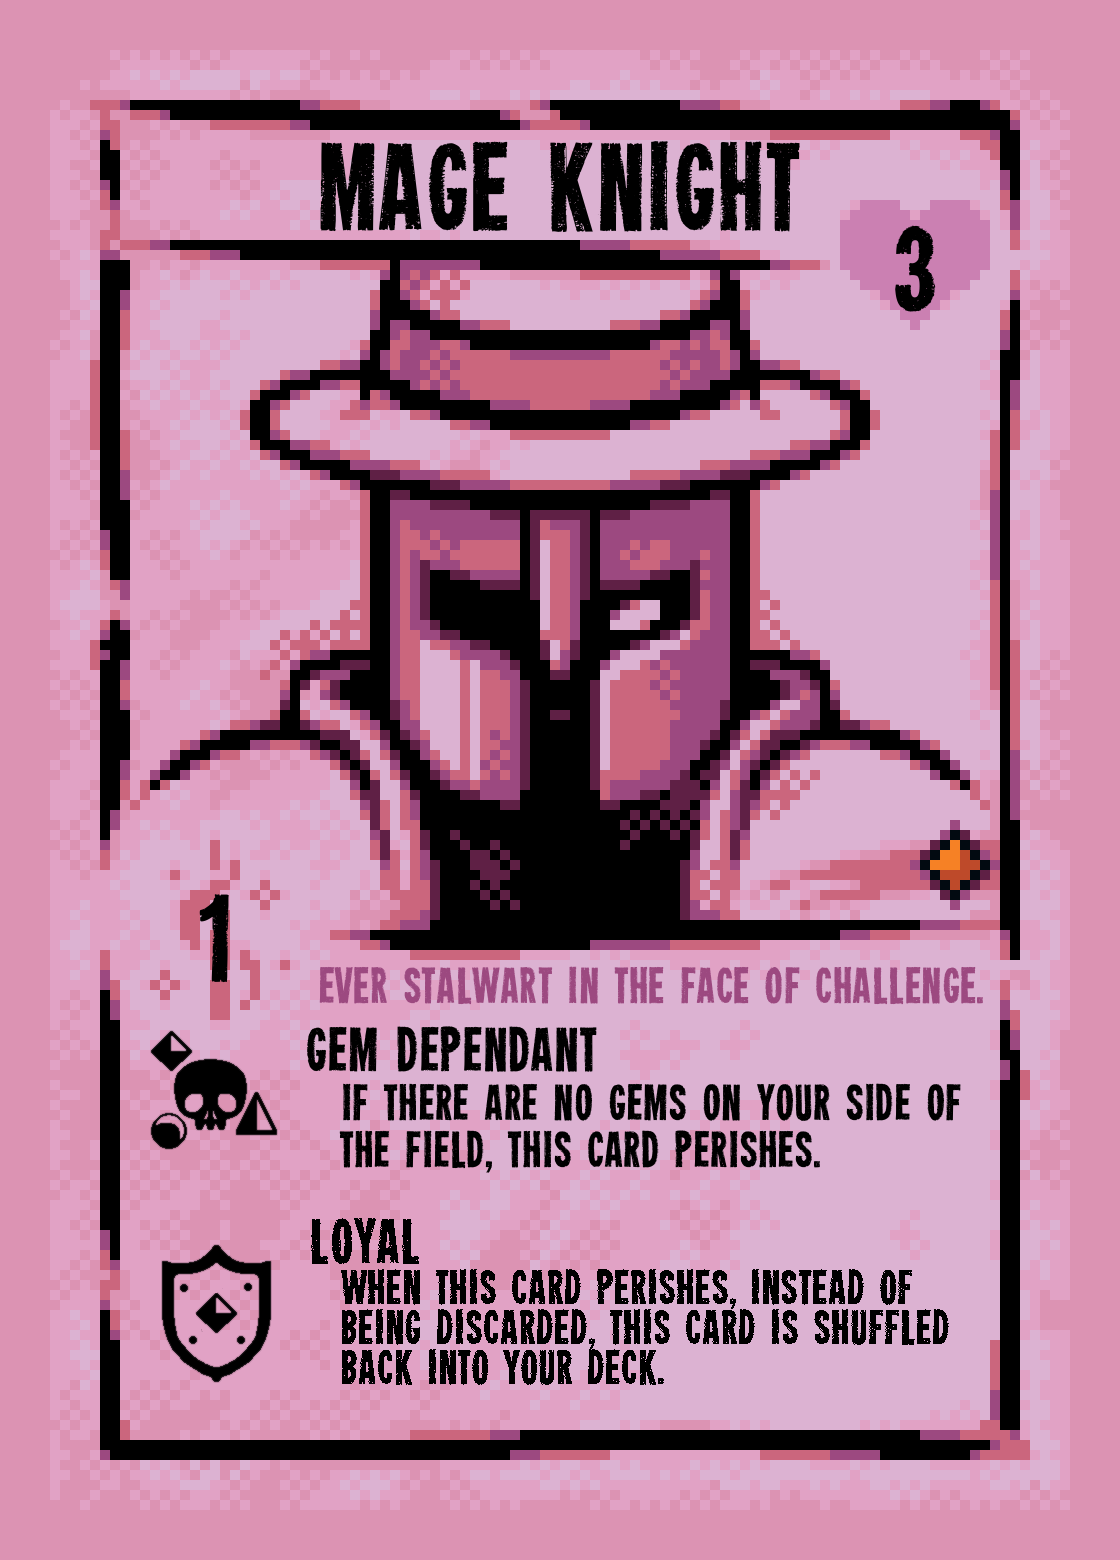 MAGE KNIGHT
3
1
EVER STALWART IN THE FACE OF CHALLENGE.
GEM DEPENDANT
IF THERE ARE NO GEMS ON YOUR SIDE OF
THE FIELD, THIS CARD PERISHES.
LOYAL
WHEN THIS CARD PERISHES, INSTEAD OF
BEING DISCARDED, THIS CARD IS SHUFFLED
BACK INTO YOUR DECK.